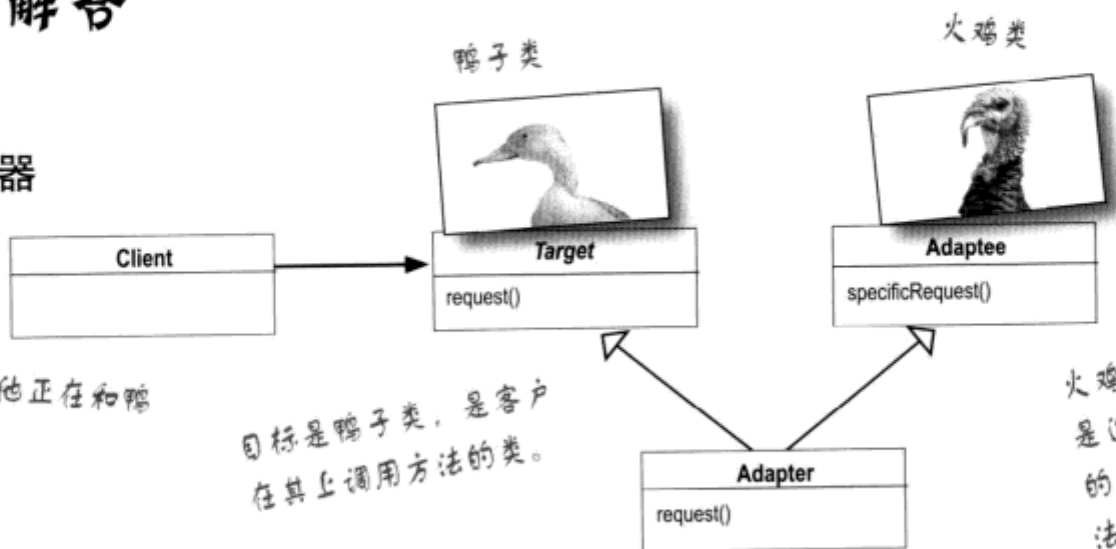 解答
鸭子类
火鸡类
器
Client
Target
request()
Adaptee
specificRequest()
他正在和鸭
目标是鸭子类，是客户
在其上调用方法的类。
火鸡
是
的
法
Adapter
request()